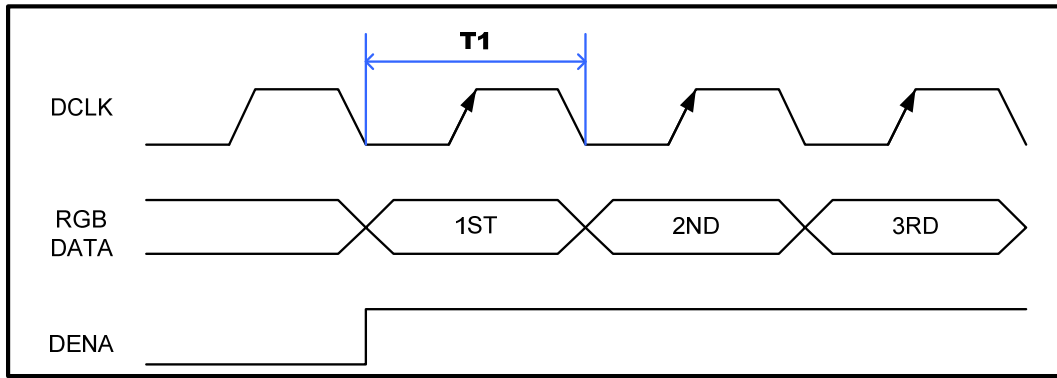 T1
DCLK
RGB
DATA
1ST
2ND
3RD
DENA